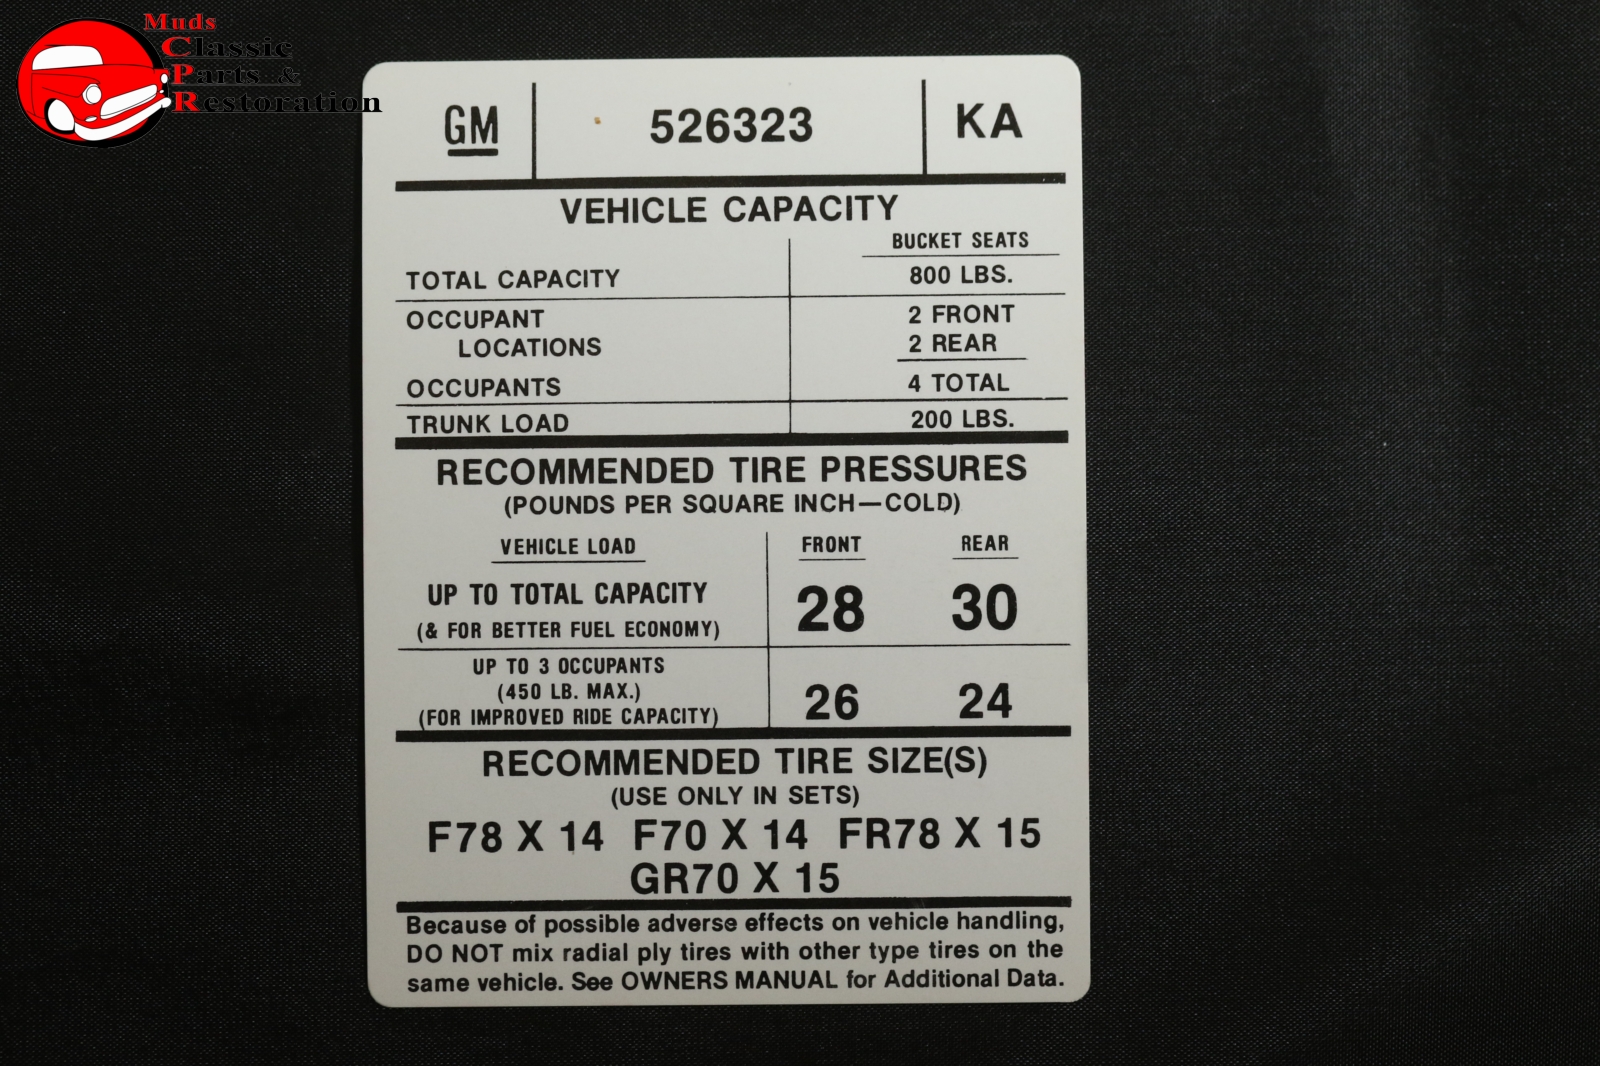 Muds
Classic
Parts &
Restoration
GM 526323 KA
VEHICLE CAPACITY
BUCKET SEATS
TOTAL CAPACITY 800 LBS.
OCCUPANT 2 FRONT
LOCATIONS 2 REAR
OCCUPANTS 4 TOTAL
TRUNK LOAD 200 LBS.
RECOMMENDED TIRE PRESSURES
(POUNDS PER SQUARE INCH—COLD)
VEHICLE LOAD FRONT REAR
UP TO TOTAL CAPACITY 28 30
(& FOR BETTER FUEL ECONOMY)
UP TO 3 OCCUPANTS
(450 LB. MAX.) 26 24
(FOR IMPROVED RIDE CAPACITY)
RECOMMENDED TIRE SIZE(S)
(USE ONLY IN SETS)
F78 X 14 F70 X 14 FR78 X 15
GR70 X 15
Because of possible adverse effects on vehicle handling,
DO NOT mix radial ply tires with other type tires on the
same vehicle. See OWNERS MANUAL for Additional Data.